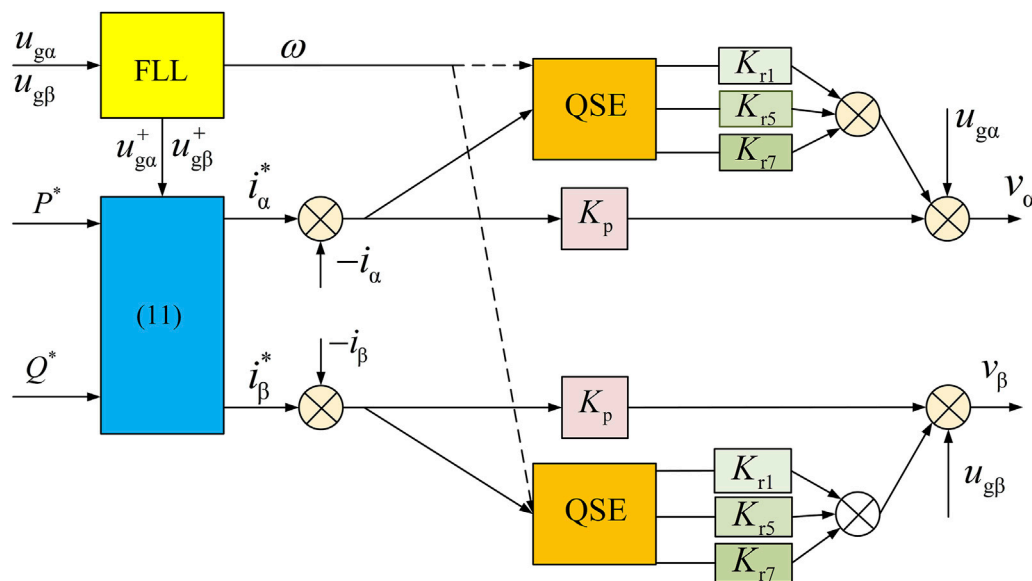 u_gα
u_gβ
FLL
ω
u_gα^+ u_gβ^+
P^*
Q^*
(11)
i_α^*
−i_α
i_β^*
−i_β
QSE
K_r1
K_r5
K_r7
K_p
u_gα
v_α
K_p
v_β
QSE
K_r1
K_r5
K_r7
u_gβ